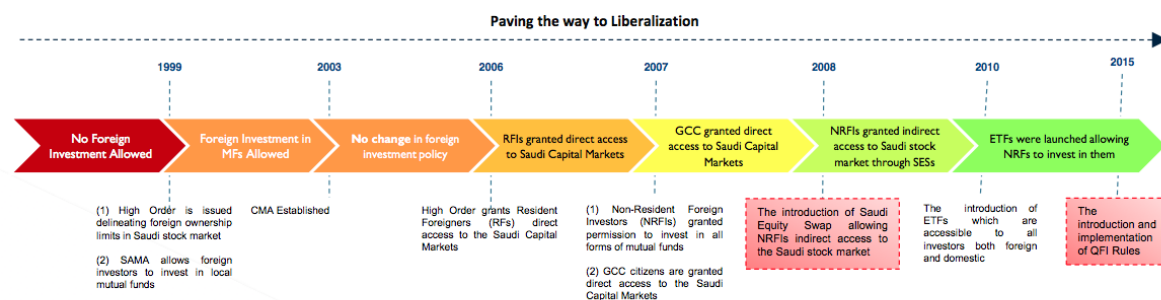 Paving the way to Liberalization
1999
2003
2006
2007
2008
2010
2015
No Foreign
Investment Allowed
Foreign Investment in
MFs Allowed
No change in foreign
investment policy
RFIs granted direct access
to Saudi Capital Markets
GCC granted direct
access to Saudi Capital
Markets
NRFIs granted indirect
access to Saudi stock
market through SESs
ETFs were launched allowing
NRFs to invest in them
(1) High Order is issued
delineating foreign ownership
limits in Saudi stock market
(2) SAMA allows foreign
investors to invest in local
mutual funds
CMA Established
High Order grants Resident
Foreigners (RFs) direct
access to the Saudi Capital
Markets
(1) Non-Resident Foreign
Investors (NRFIs) granted
permission to invest in all
forms of mutual funds
(2) GCC citizens are granted
direct access to the Saudi
Capital Markets
The introduction of Saudi
Equity Swap allowing
NRFIs indirect access to
the Saudi stock market
The introduction of
ETFs which are
accessible to all
investors both foreign
and domestic
The
introduction and
implementation
of QFI Rules